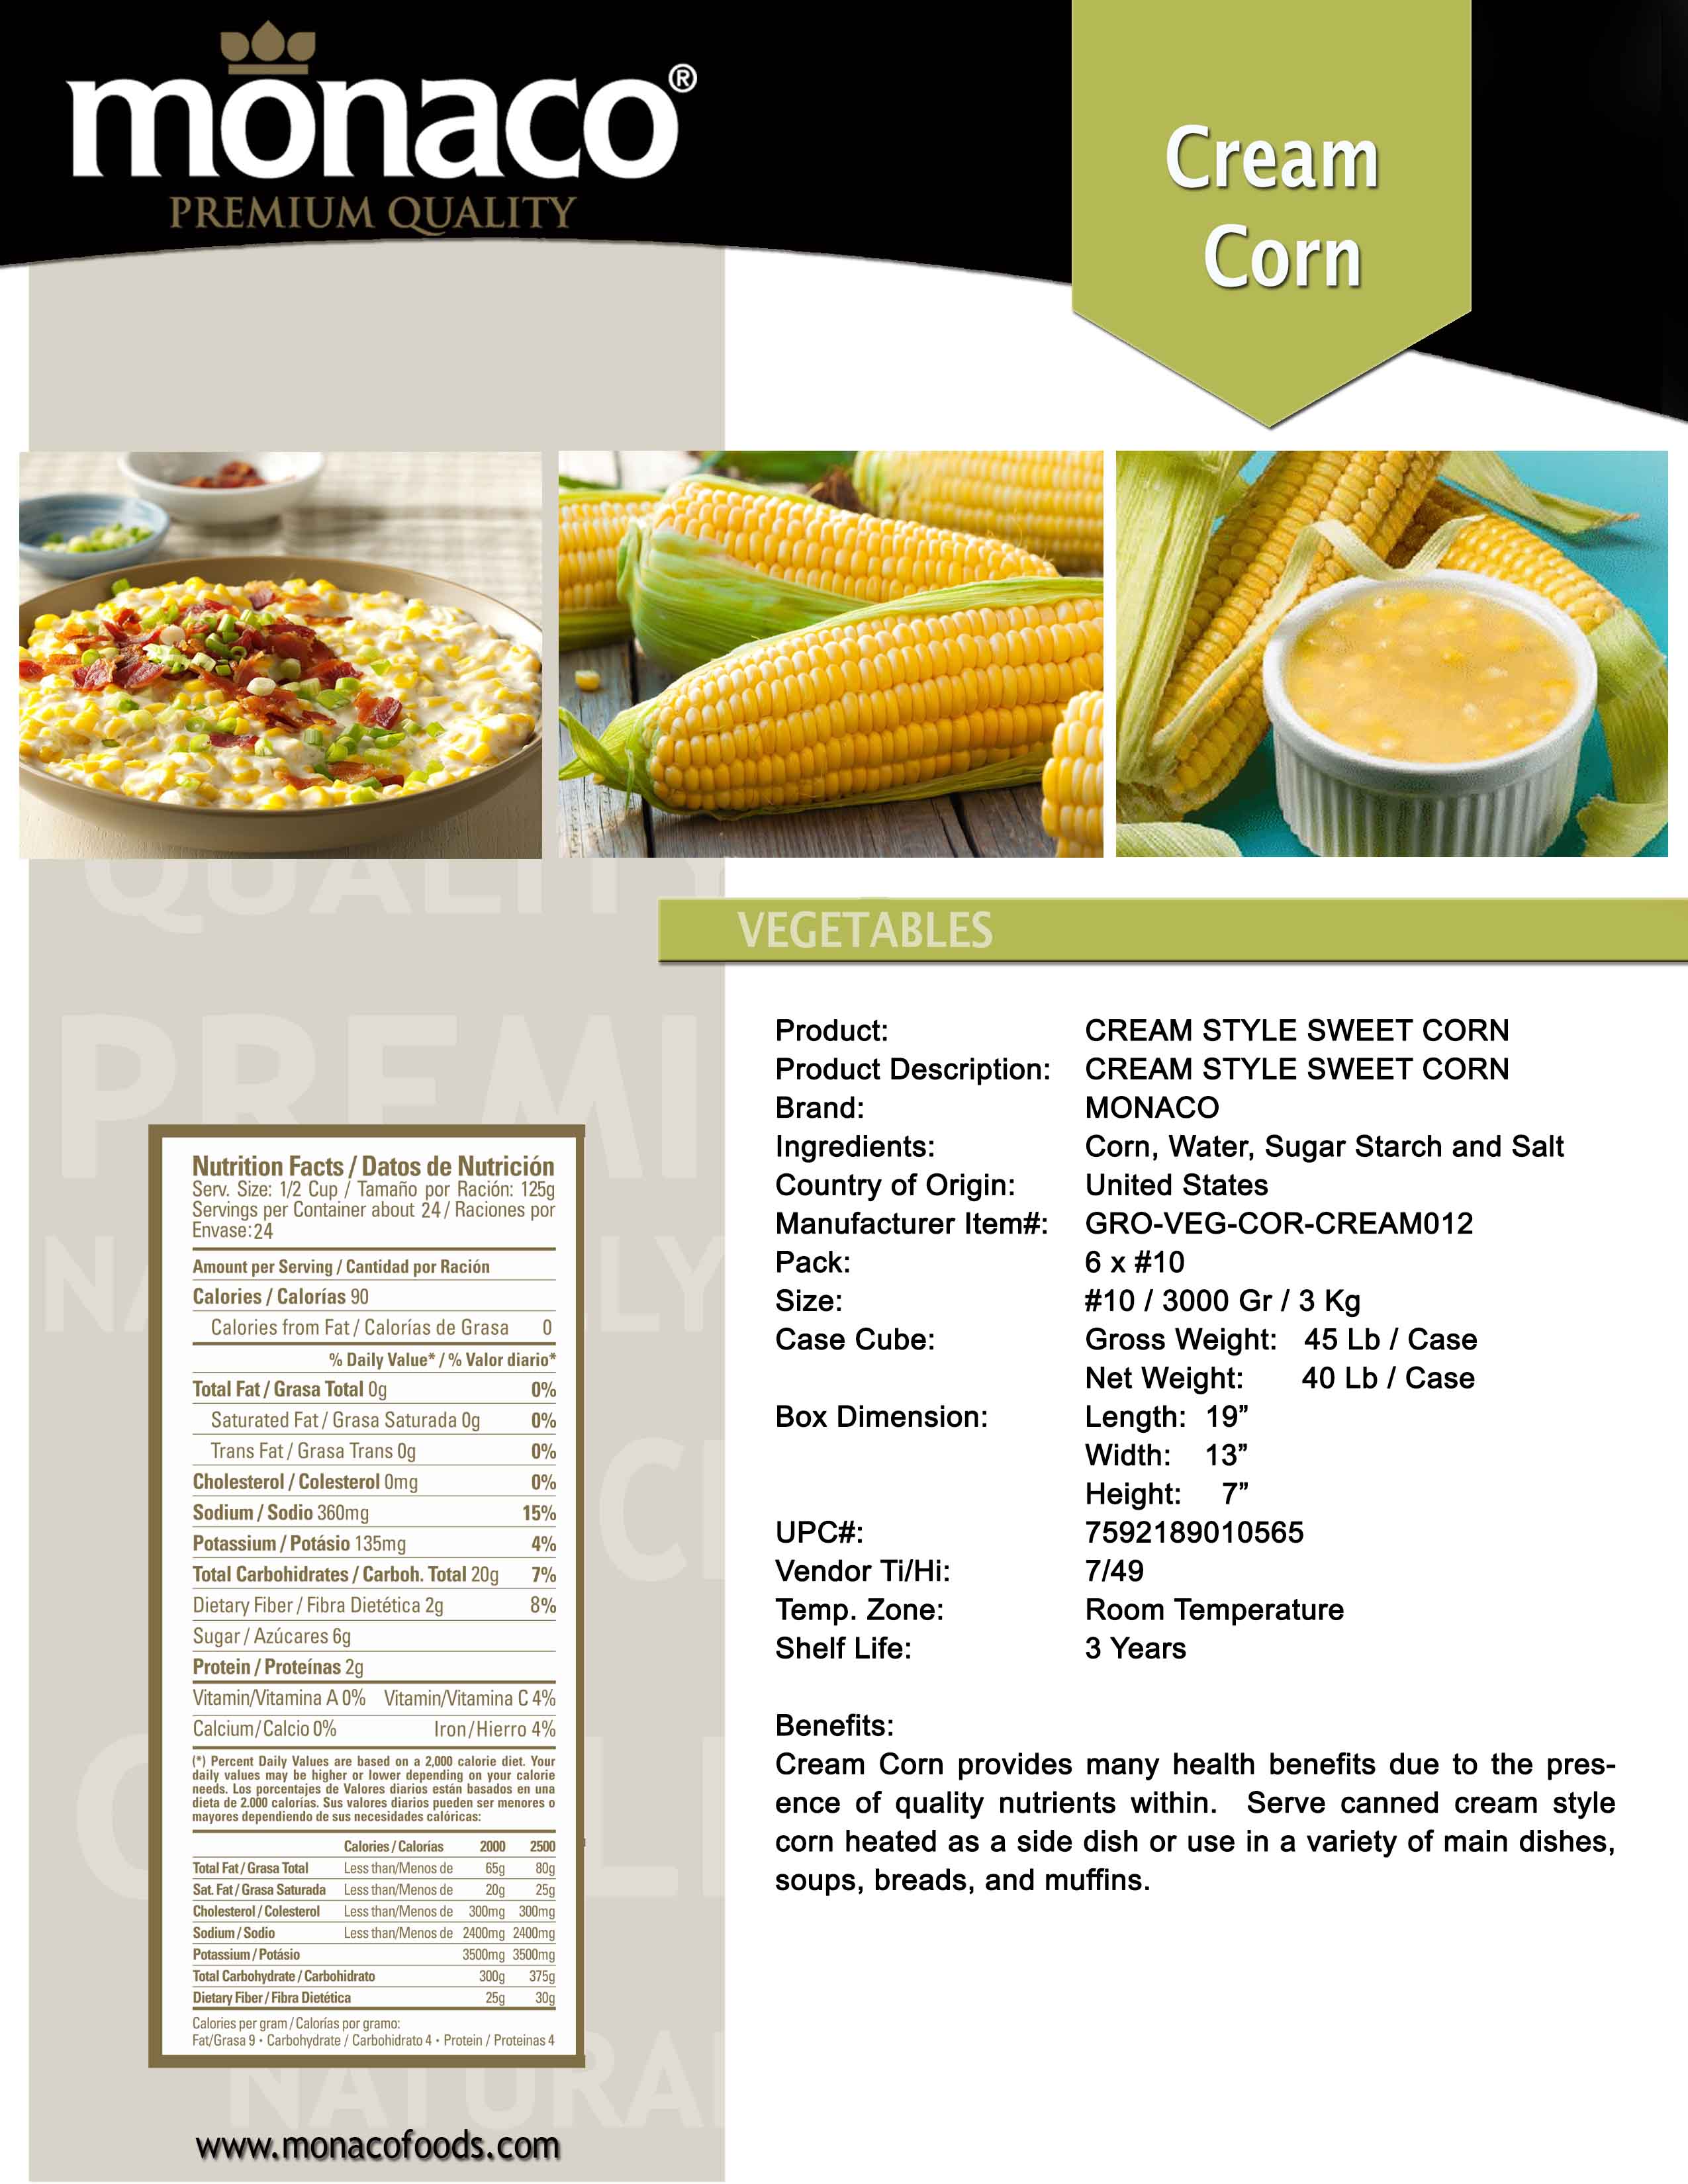 monaco®
PREMIUM QUALITY
Cream
Corn
QUALITY
VEGETABLES
PREMI
Product: CREAM STYLE SWEET CORN
Product Description: CREAM STYLE SWEET CORN
Brand: MONACO
Ingredients: Corn, Water, Sugar Starch and Salt
Country of Origin: United States
Manufacturer Item#: GRO-VEG-COR-CREAM012
Pack: 6 x #10
Size: #10 / 3000 Gr / 3 Kg
Case Cube: Gross Weight: 45 Lb / Case
Net Weight: 40 Lb / Case
Box Dimension: Length: 19”
Width: 13”
Height: 7”
UPC#: 7592189010565
Vendor Ti/Hi: 7/49
Temp. Zone: Room Temperature
Shelf Life: 3 Years
Benefits:
Cream Corn provides many health benefits due to the pres-
ence of quality nutrients within. Serve canned cream style
corn heated as a side dish or use in a variety of main dishes,
soups, breads, and muffins.
Nutrition Facts / Datos de Nutrición
Serv. Size: 1/2 Cup / Tamaño por Ración: 125g
Servings per Container about 24 / Raciones por
Envase: 24
Amount per Serving / Cantidad por Ración
Calories / Calorías 90
Calories from Fat / Calorías de Grasa 0
% Daily Value* / % Valor diario*
Total Fat / Grasa Total 0g 0%
Saturated Fat / Grasa Saturada 0g 0%
Trans Fat / Grasa Trans 0g 0%
Cholesterol / Colesterol 0mg 0%
Sodium / Sodio 360mg 15%
Potassium / Potásio 135mg 4%
Total Carbohidrates / Carboh. Total 20g 7%
Dietary Fiber / Fibra Dietética 2g 8%
Sugar / Azúcares 6g
Protein / Proteínas 2g
Vitamin/Vitamina A 0% Vitamin/Vitamina C 4%
Calcium/Calcio 0% Iron/Hierro 4%
(*) Percent Daily Values are based on a 2,000 calorie diet. Your
daily values may be higher or lower depending on your calorie
needs. Los porcentajes de Valores diarios están basados en una
dieta de 2.000 calorías. Sus valores diarios pueden ser menores o
mayores dependiendo de sus necesidades calóricas:
Calories / Calorías 2000 2500
Total Fat / Grasa Total Less than/Menos de 65g 80g
Sat. Fat / Grasa Saturada Less than/Menos de 20g 25g
Cholesterol / Colesterol Less than/Menos de 300mg 300mg
Sodium / Sodio Less than/Menos de 2400mg 2400mg
Potassium / Potásio 3500mg 3500mg
Total Carbohydrate / Carbohidrato 300g 375g
Dietary Fiber / Fibra Dietética 25g 30g
Calories per gram / Calorías por gramo:
Fat/Grasa 9 • Carbohydrate / Carbohidrato 4 • Protein / Proteinas 4
NATURAL
www.monacofoods.com